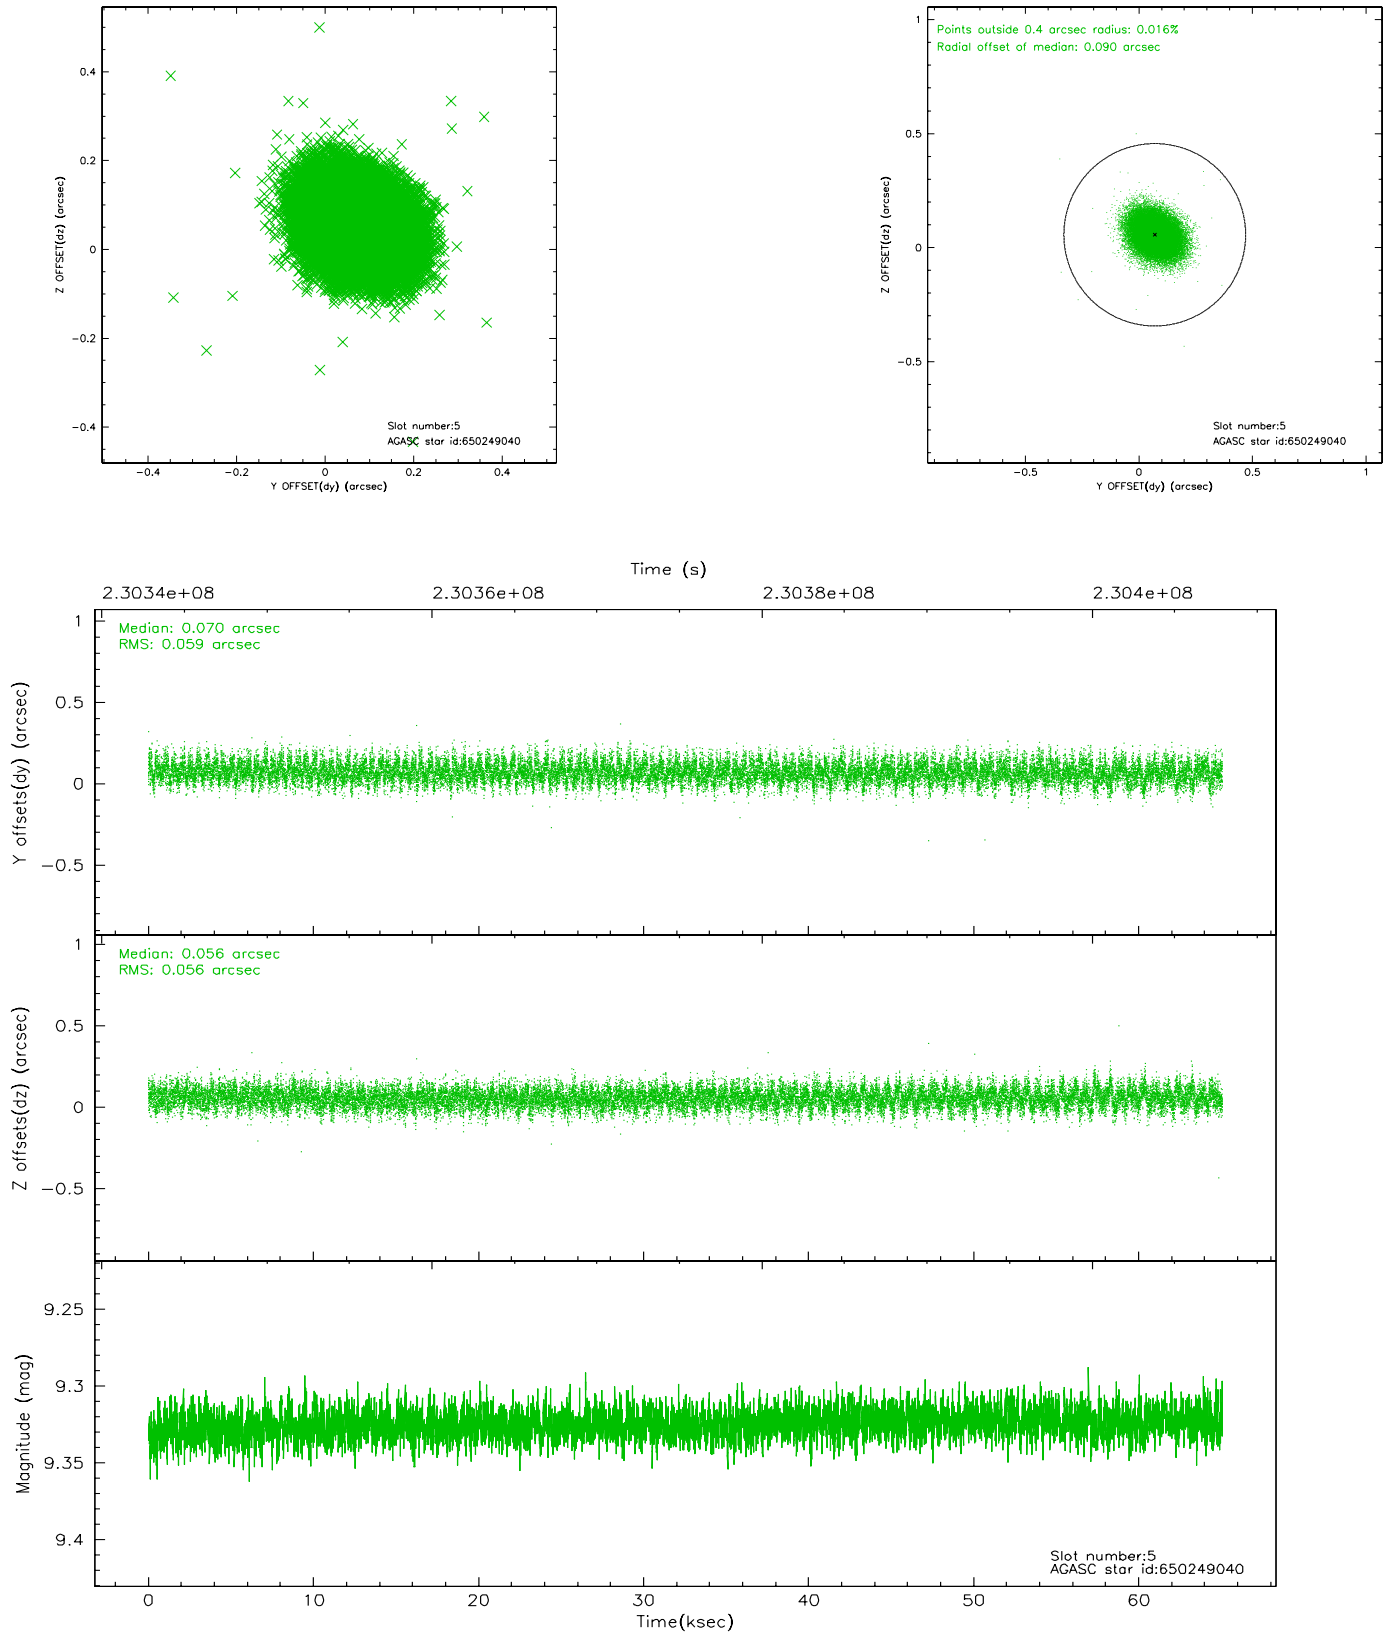 0.4
0.2
0
−0.2
−0.4
Z OFFSET(dz) (arcsec)
Slot number:5
AGASC star id:650249040
−0.4 −0.2 0 0.2 0.4
Y OFFSET(dy) (arcsec)
Points outside 0.4 arcsec radius: 0.016%
Radial offset of median: 0.090 arcsec
1
0.5
0
−0.5
Z OFFSET(dz) (arcsec)
Slot number:5
AGASC star id:650249040
−0.5 0 0.5 1
Y OFFSET(dy) (arcsec)
Time (s)
2.3034e+08 2.3036e+08 2.3038e+08 2.304e+08
Median: 0.070 arcsec
RMS: 0.059 arcsec
1
0.5
0
−0.5
Y offsets(dy) (arcsec)
Median: 0.056 arcsec
RMS: 0.056 arcsec
1
0.5
0
−0.5
Z offsets(dz) (arcsec)
9.25
9.3
9.35
9.4
Magnitude (mag)
Slot number:5
AGASC star id:650249040
0 10 20 30 40 50 60
Time(ksec)